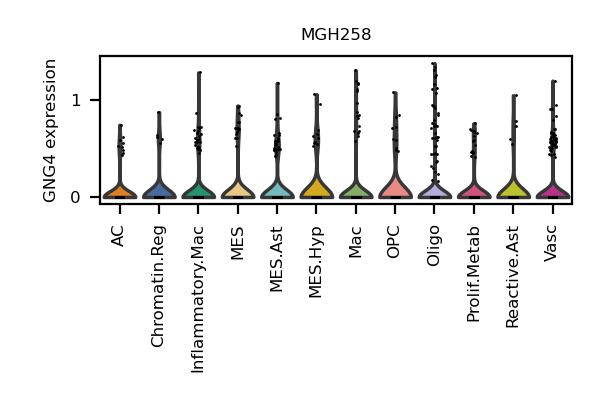 MGH258
GNG4 expression
1
0
AC
Chromatin.Reg
Inflammatory.Mac
MES
MES.Ast
MES.Hyp
Mac
OPC
Oligo
Prolif.Metab
Reactive.Ast
Vasc